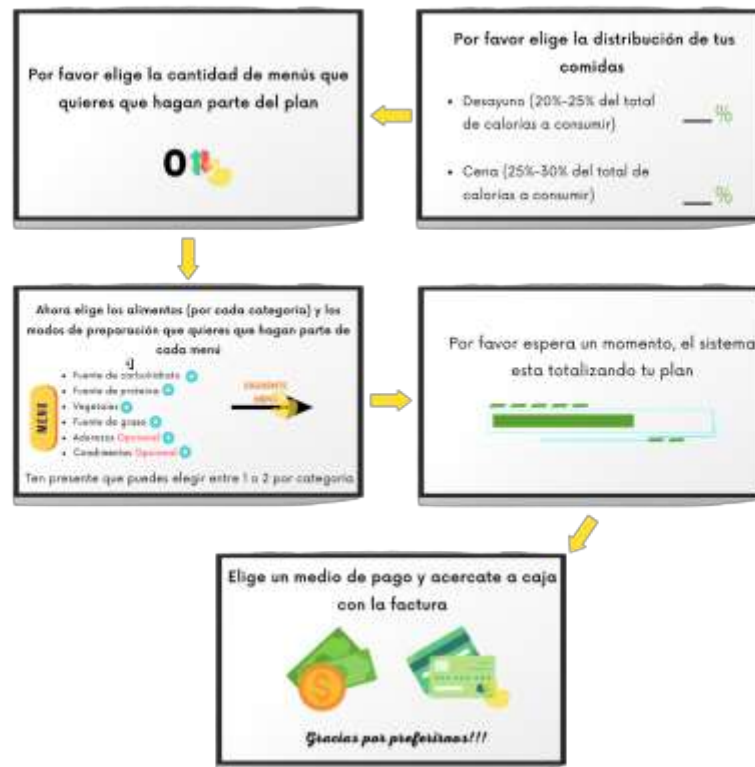 Por favor elige la cantidad de menús que
quieres que hagan parte del plan
0
Por favor elige la distribución de tus
comidas
• Desayuno (20%-25% del total
de calorías a consumir)
__%
• Cena (25%-30% del total de
calorías a consumir)
__%
Ahora elige los alimentos (por cada categoría) y los
modos de preparación que quieres que hagan parte de
cada menú
MENÚ
• Fuente de carbohidrato
• Fuente de proteína
• Vegetales
• Fuente de grasa
• Aderezos Opcional
• Condimentos Opcional
SIGUIENTE
MENÚ
Ten presente que puedes elegir entre 1 o 2 por categoría
Por favor espera un momento, el sistema
esta totalizando tu plan
Elige un medio de pago y acercate a caja
con la factura
$
Gracias por preferirnos!!!